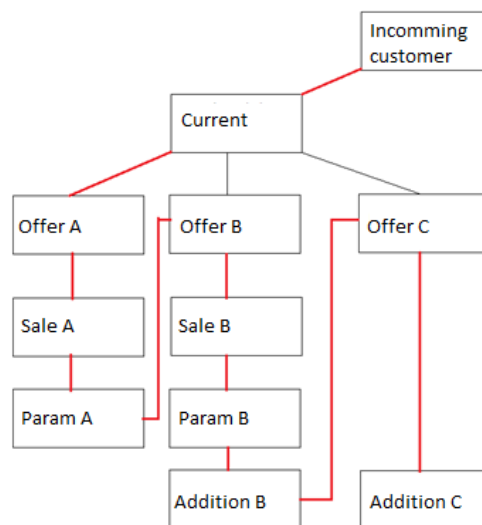 Incomming
customer
Current
Offer A
Offer B
Offer C
Sale A
Sale B
Param A
Param B
Addition B
Addition C